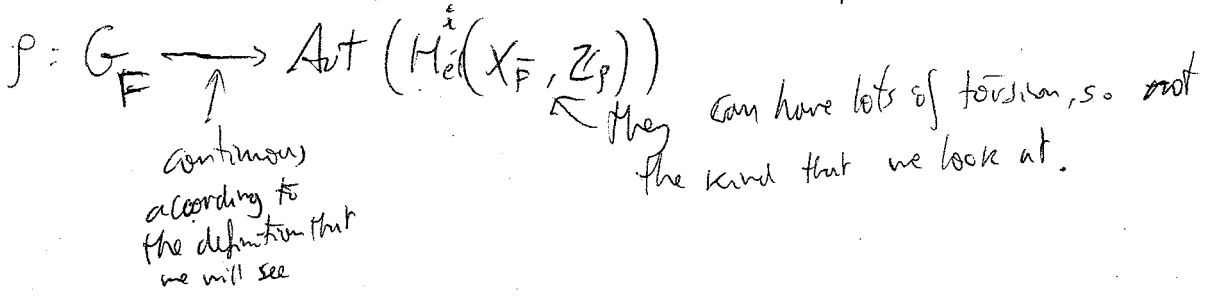 ρ : G_F ⟶ Aut (H^i_ét(X_F̄, ℤ_p))
they can have lots of torsion, so not
the kind that we look at.
continuous
according to
the definition that
we will see